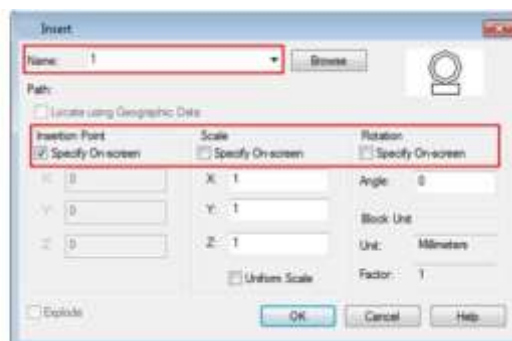 Insert
Name: 1 Browse
Path:
Locate using Geographic Data
Insertion Point Scale Rotation
Specify On-screen Specify On-screen Specify On-screen
X: 0 X: 1 Angle: 0
Y: 0 Y: 1 Block Unit
Z: 0 Z: 1 Unit: Millimeters
Uniform Scale Factor: 1
Explode OK Cancel Help